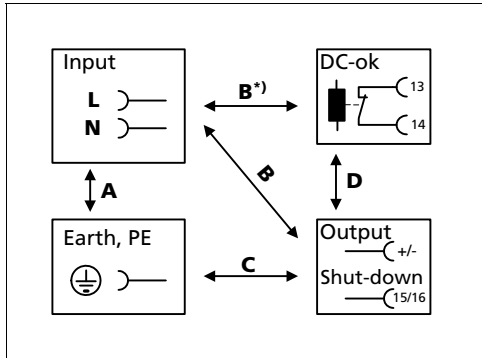 Input
L
N
DC-ok
13
14
B*)
A
B
D
Earth, PE
C
Output
+/-
Shut-down
15/16